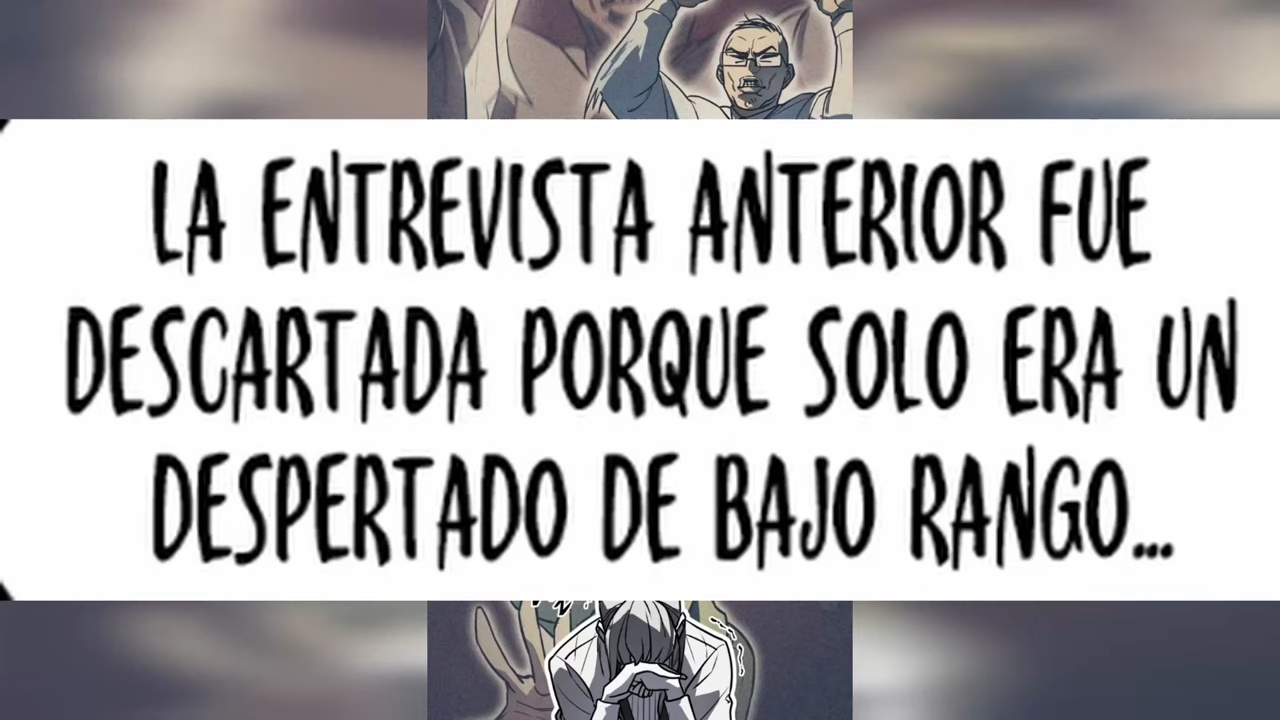 LA ENTREVISTA ANTERIOR FUE
DESCARTADA PORQUE SOLO ERA UN
DESPERTADO DE BAJO RANGO...